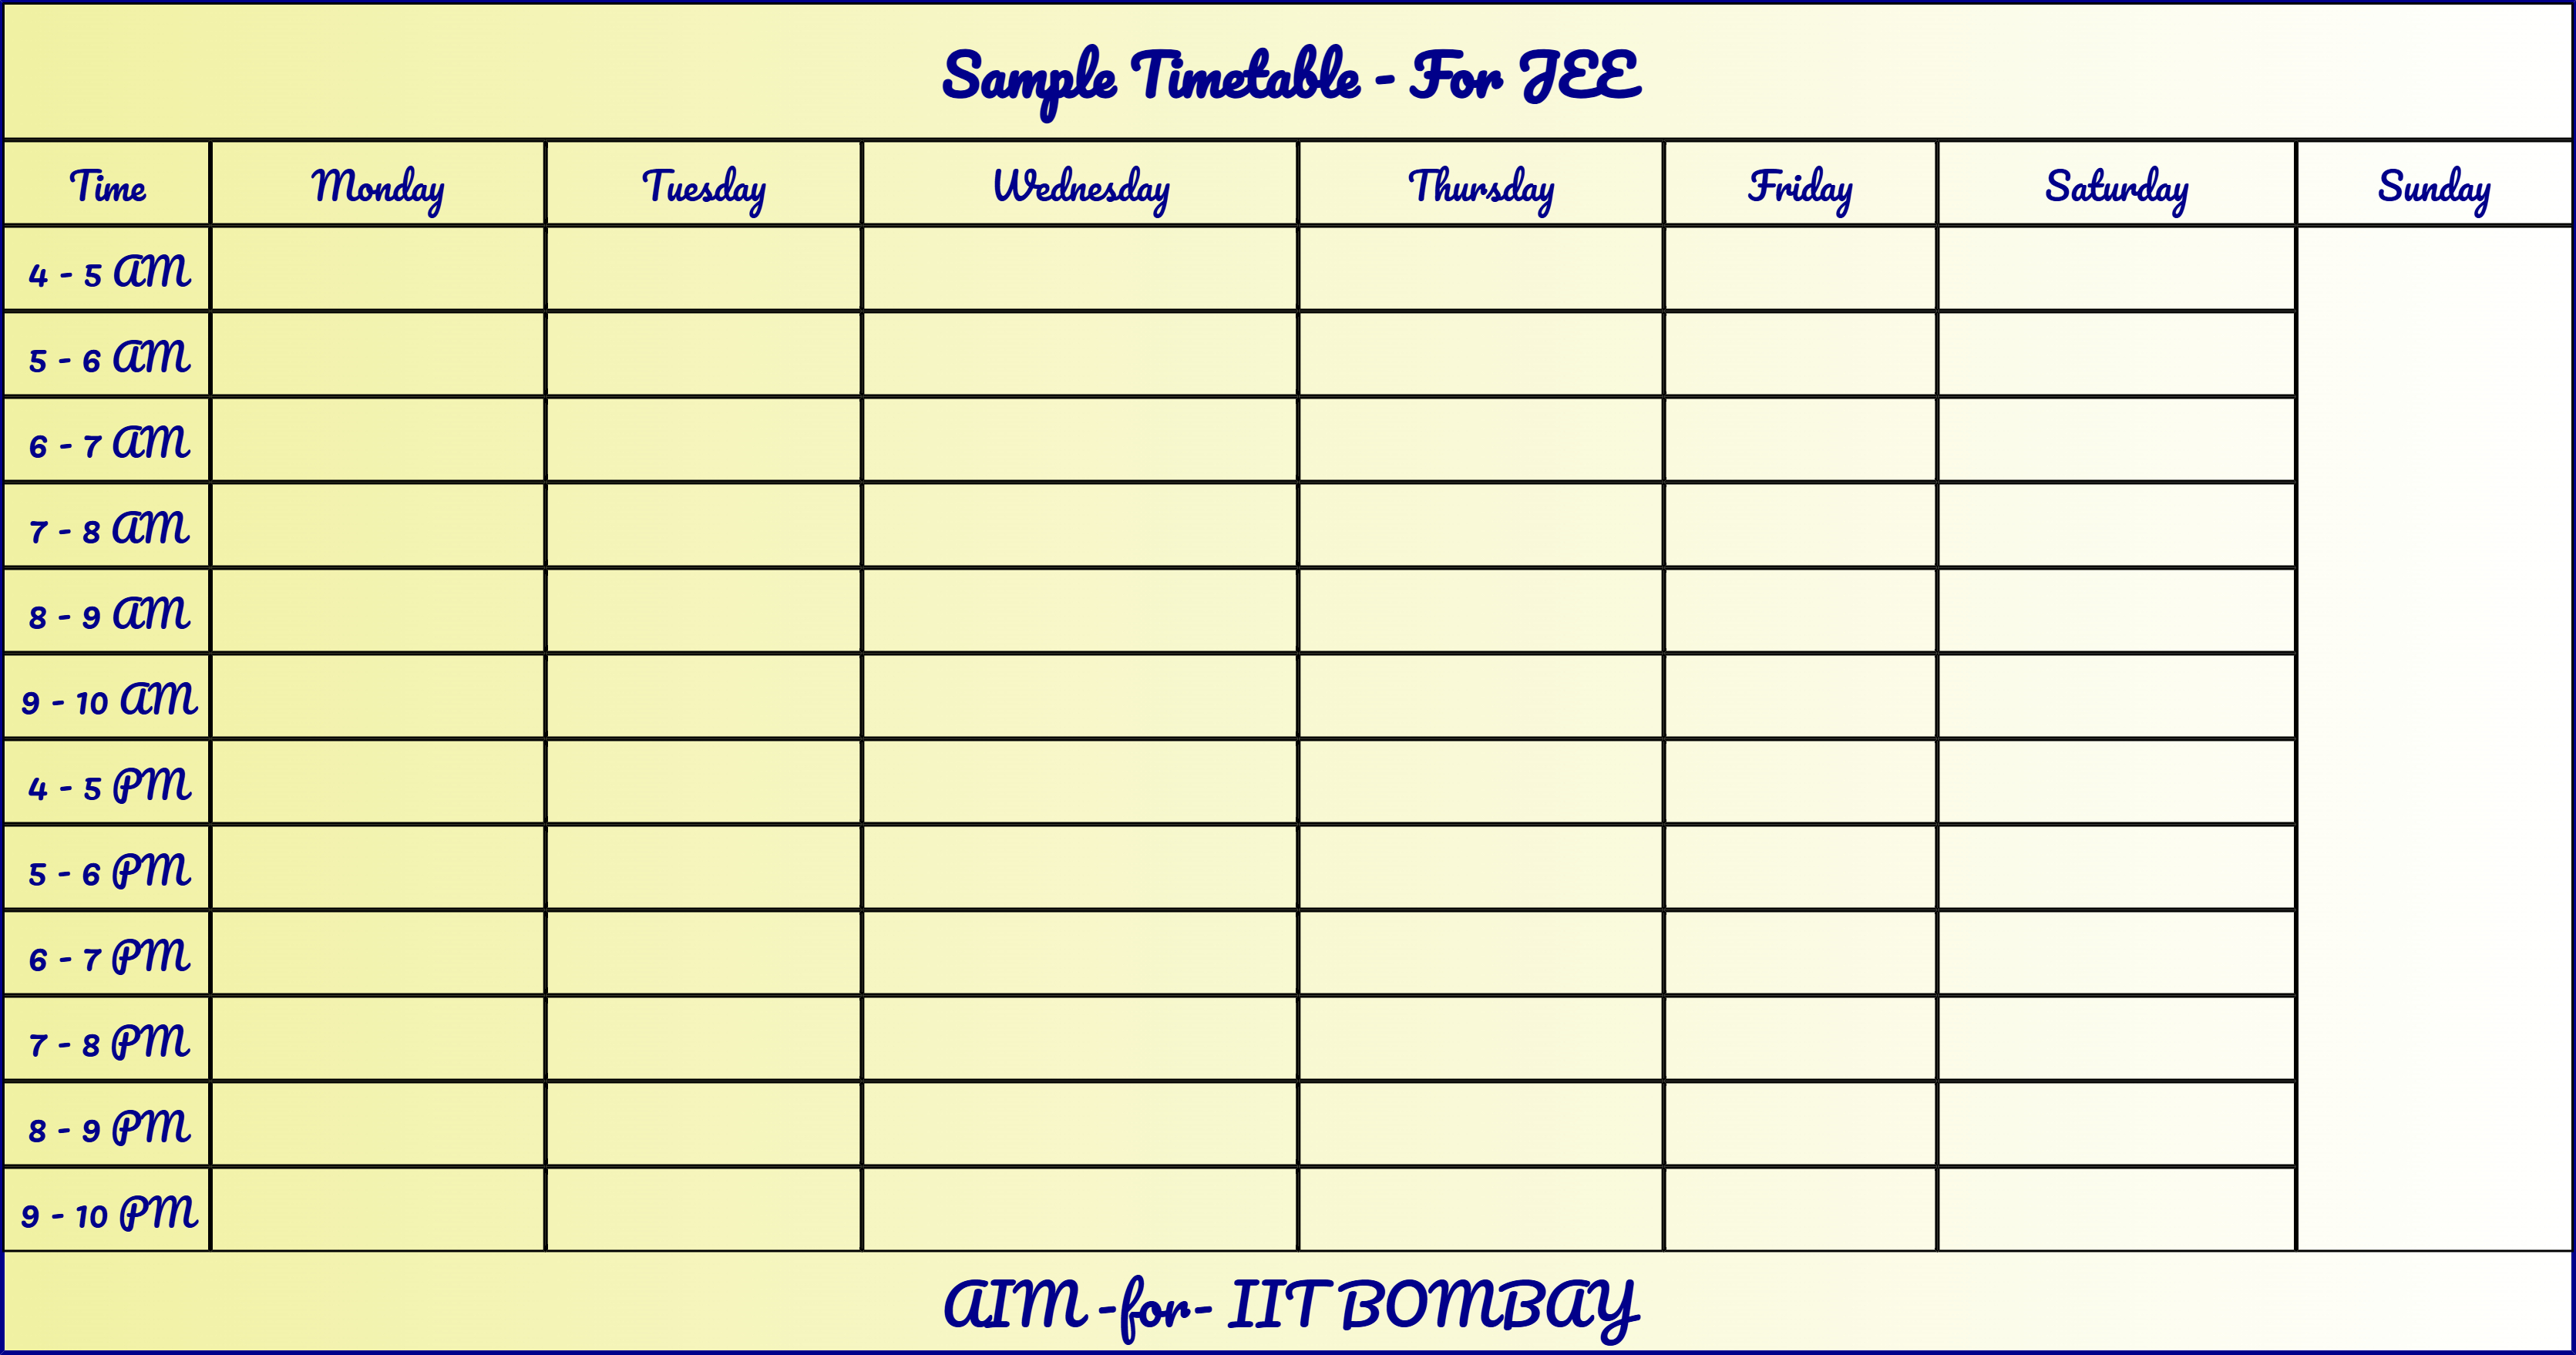 Sample Timetable - For JEE
Time Monday Tuesday Wednesday Thursday Friday Saturday Sunday
4 - 5 AM
5 - 6 AM
6 - 7 AM
7 - 8 AM
8 - 9 AM
9 - 10 AM
4 - 5 PM
5 - 6 PM
6 - 7 PM
7 - 8 PM
8 - 9 PM
9 - 10 PM
AIM -for- IIT BOMBAY